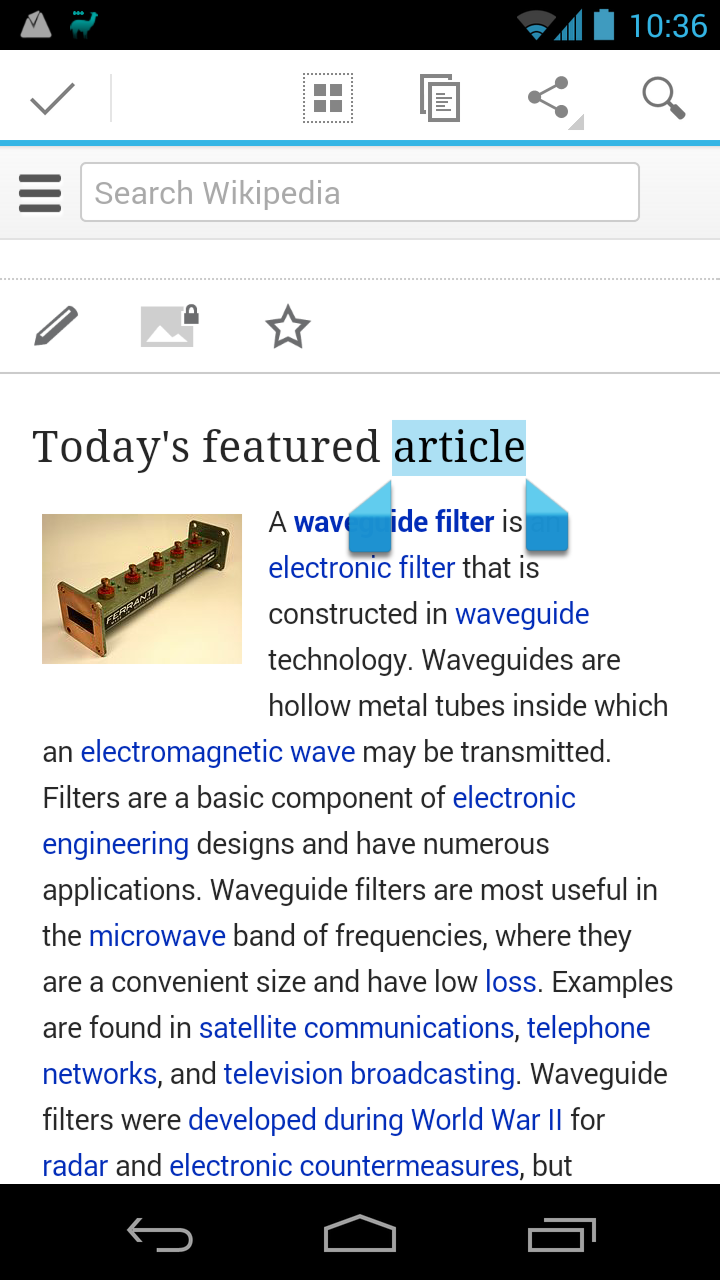 10:36
Search Wikipedia
Today's featured article
A waveguide filter is an
electronic filter that is
constructed in waveguide
technology. Waveguides are
hollow metal tubes inside which
an electromagnetic wave may be transmitted.
Filters are a basic component of electronic
engineering designs and have numerous
applications. Waveguide filters are most useful in
the microwave band of frequencies, where they
are a convenient size and have low loss. Examples
are found in satellite communications, telephone
networks, and television broadcasting. Waveguide
filters were developed during World War II for
radar and electronic countermeasures, but
FERRANTI